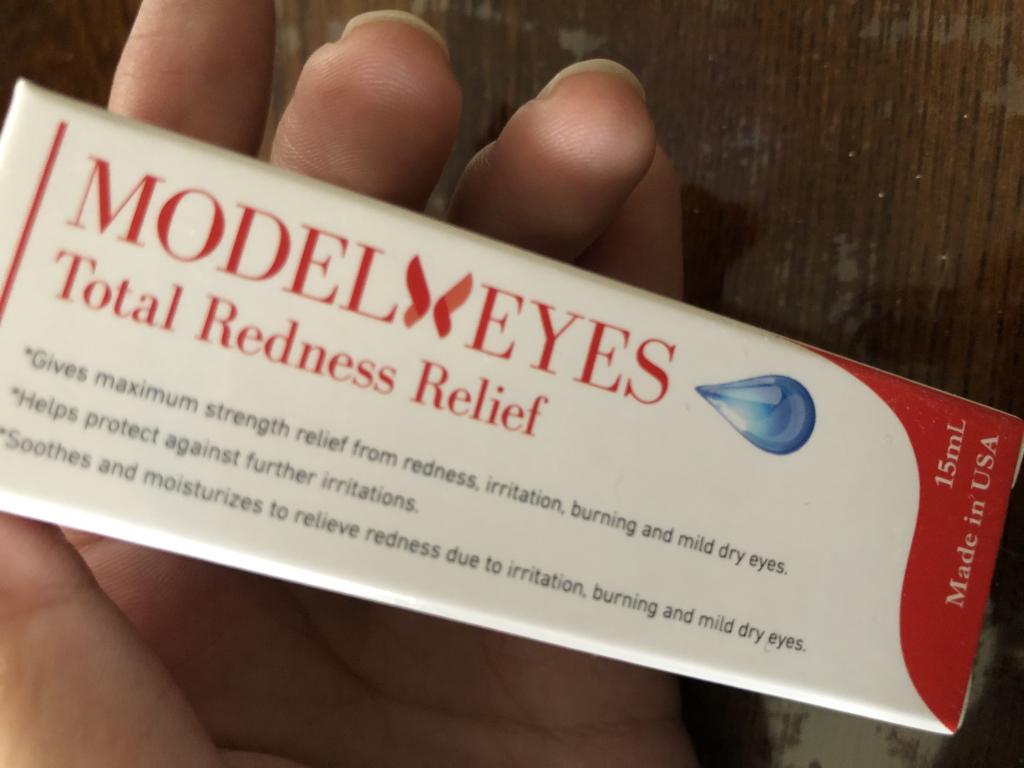 MODEL EYES
Total Redness Relief
*Gives maximum strength relief from redness, irritation, burning and mild dry eyes.
*Helps protect against further irritations.
*Soothes and moisturizes to relieve redness due to irritation, burning and mild dry eyes.
15mL
Made in USA